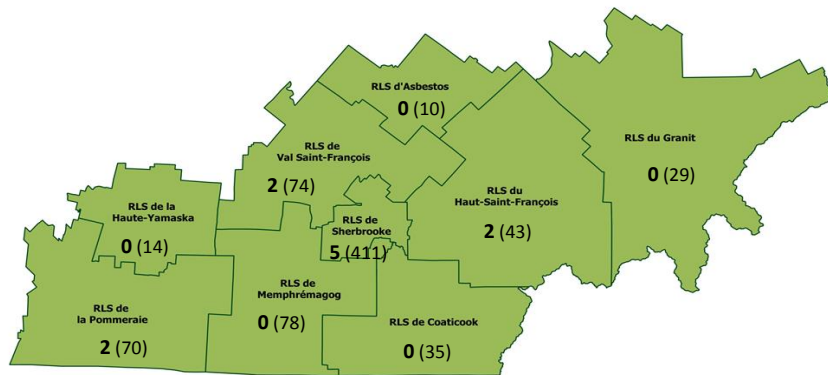 RLS d'Asbestos
0 (10)
RLS du Granit
0 (29)
RLS de
Val Saint-François
2 (74)
RLS du
Haut-Saint-François
2 (43)
RLS de la
Haute-Yamaska
0 (14)
RLS de
Sherbrooke
5 (411)
RLS de
Memphrémagog
0 (78)
RLS de
la Pommeraie
2 (70)
RLS de Coaticook
0 (35)